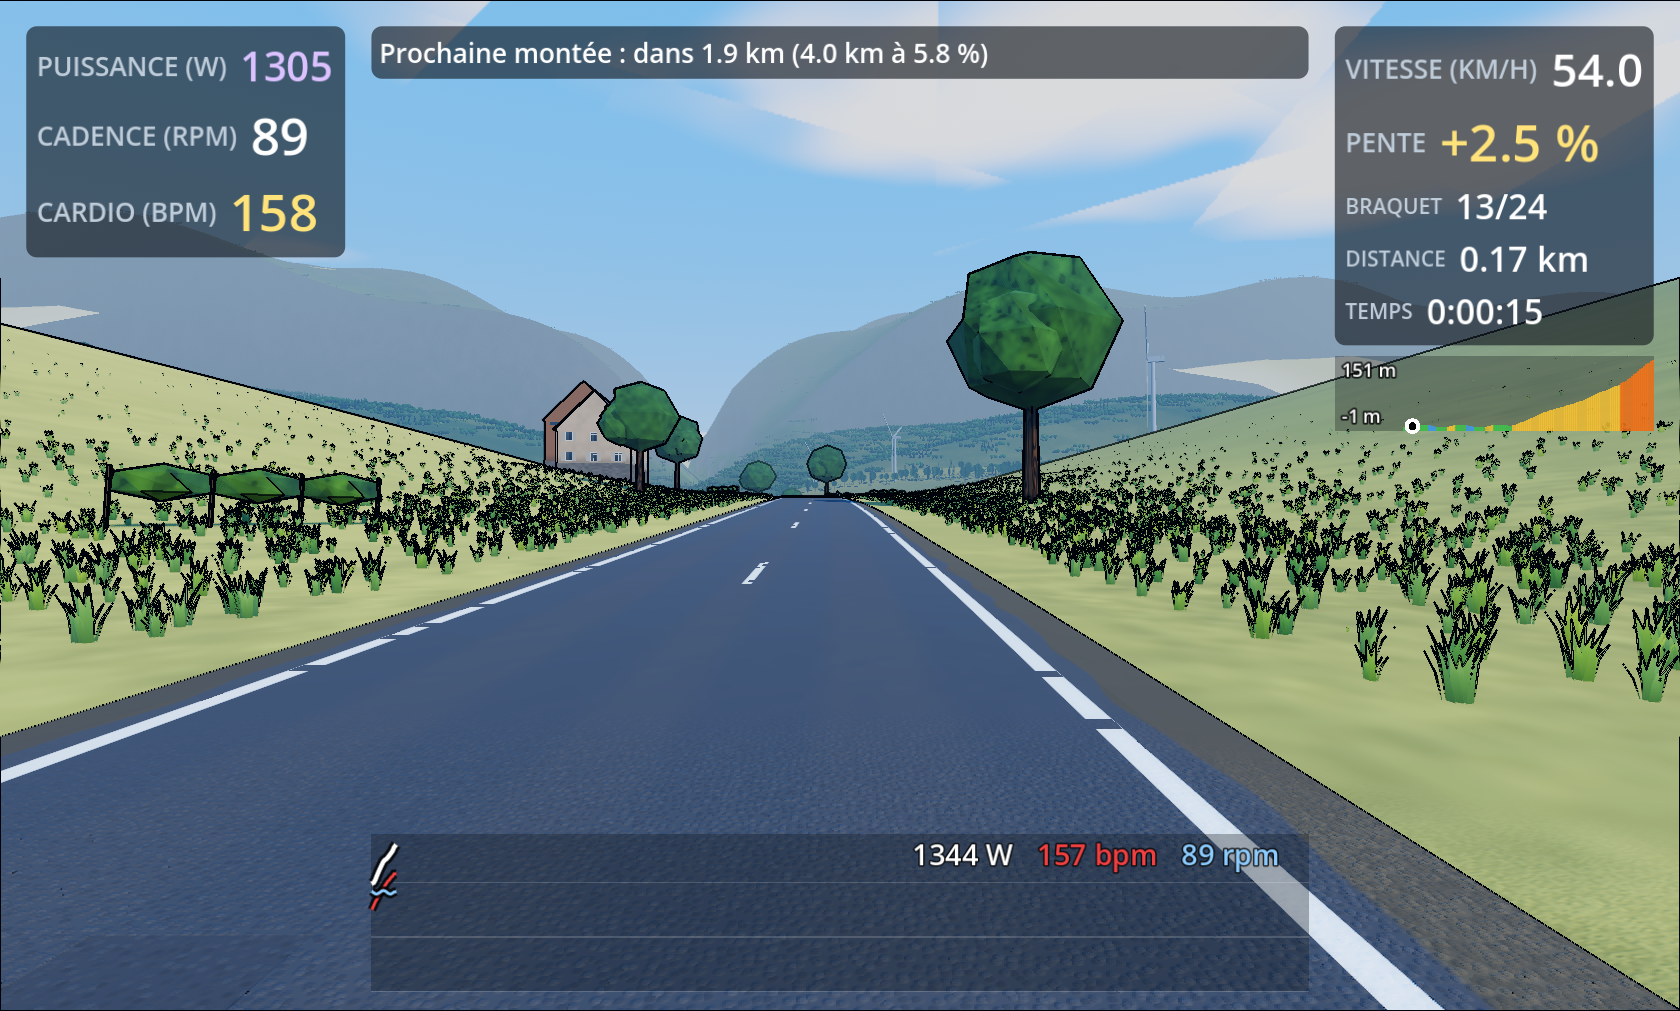 PUISSANCE (W) 1305
CADENCE (RPM) 89
CARDIO (BPM) 158
Prochaine montée : dans 1.9 km (4.0 km à 5.8 %)
VITESSE (KM/H) 54.0
PENTE +2.5 %
BRAQUET 13/24
DISTANCE 0.17 km
TEMPS 0:00:15
151 m
-1 m
1344 W 157 bpm 89 rpm